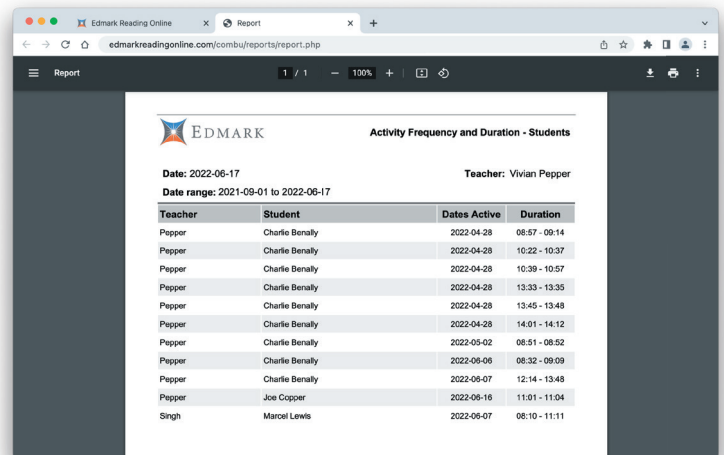 Edmark Reading Online
Report
edmarkreadingonline.com/combu/reports/report.php
Report
1 / 1
100%
EDMARK
Activity Frequency and Duration - Students
Date: 2022-06-17
Teacher: Vivian Pepper
Date range: 2021-09-01 to 2022-06-17
Teacher Student Dates Active Duration
Pepper Charlie Benally 2022-04-28 08:57 - 09:14
Pepper Charlie Benally 2022-04-28 10:22 - 10:37
Pepper Charlie Benally 2022-04-28 10:39 - 10:57
Pepper Charlie Benally 2022-04-28 13:33 - 13:35
Pepper Charlie Benally 2022-04-28 13:45 - 13:48
Pepper Charlie Benally 2022-04-28 14:01 - 14:12
Pepper Charlie Benally 2022-05-02 08:51 - 08:52
Pepper Charlie Benally 2022-06-06 08:32 - 09:09
Pepper Charlie Benally 2022-06-07 12:14 - 13:48
Pepper Joe Copper 2022-06-16 11:01 - 11:04
Singh Marcel Lewis 2022-06-07 08:10 - 11:11